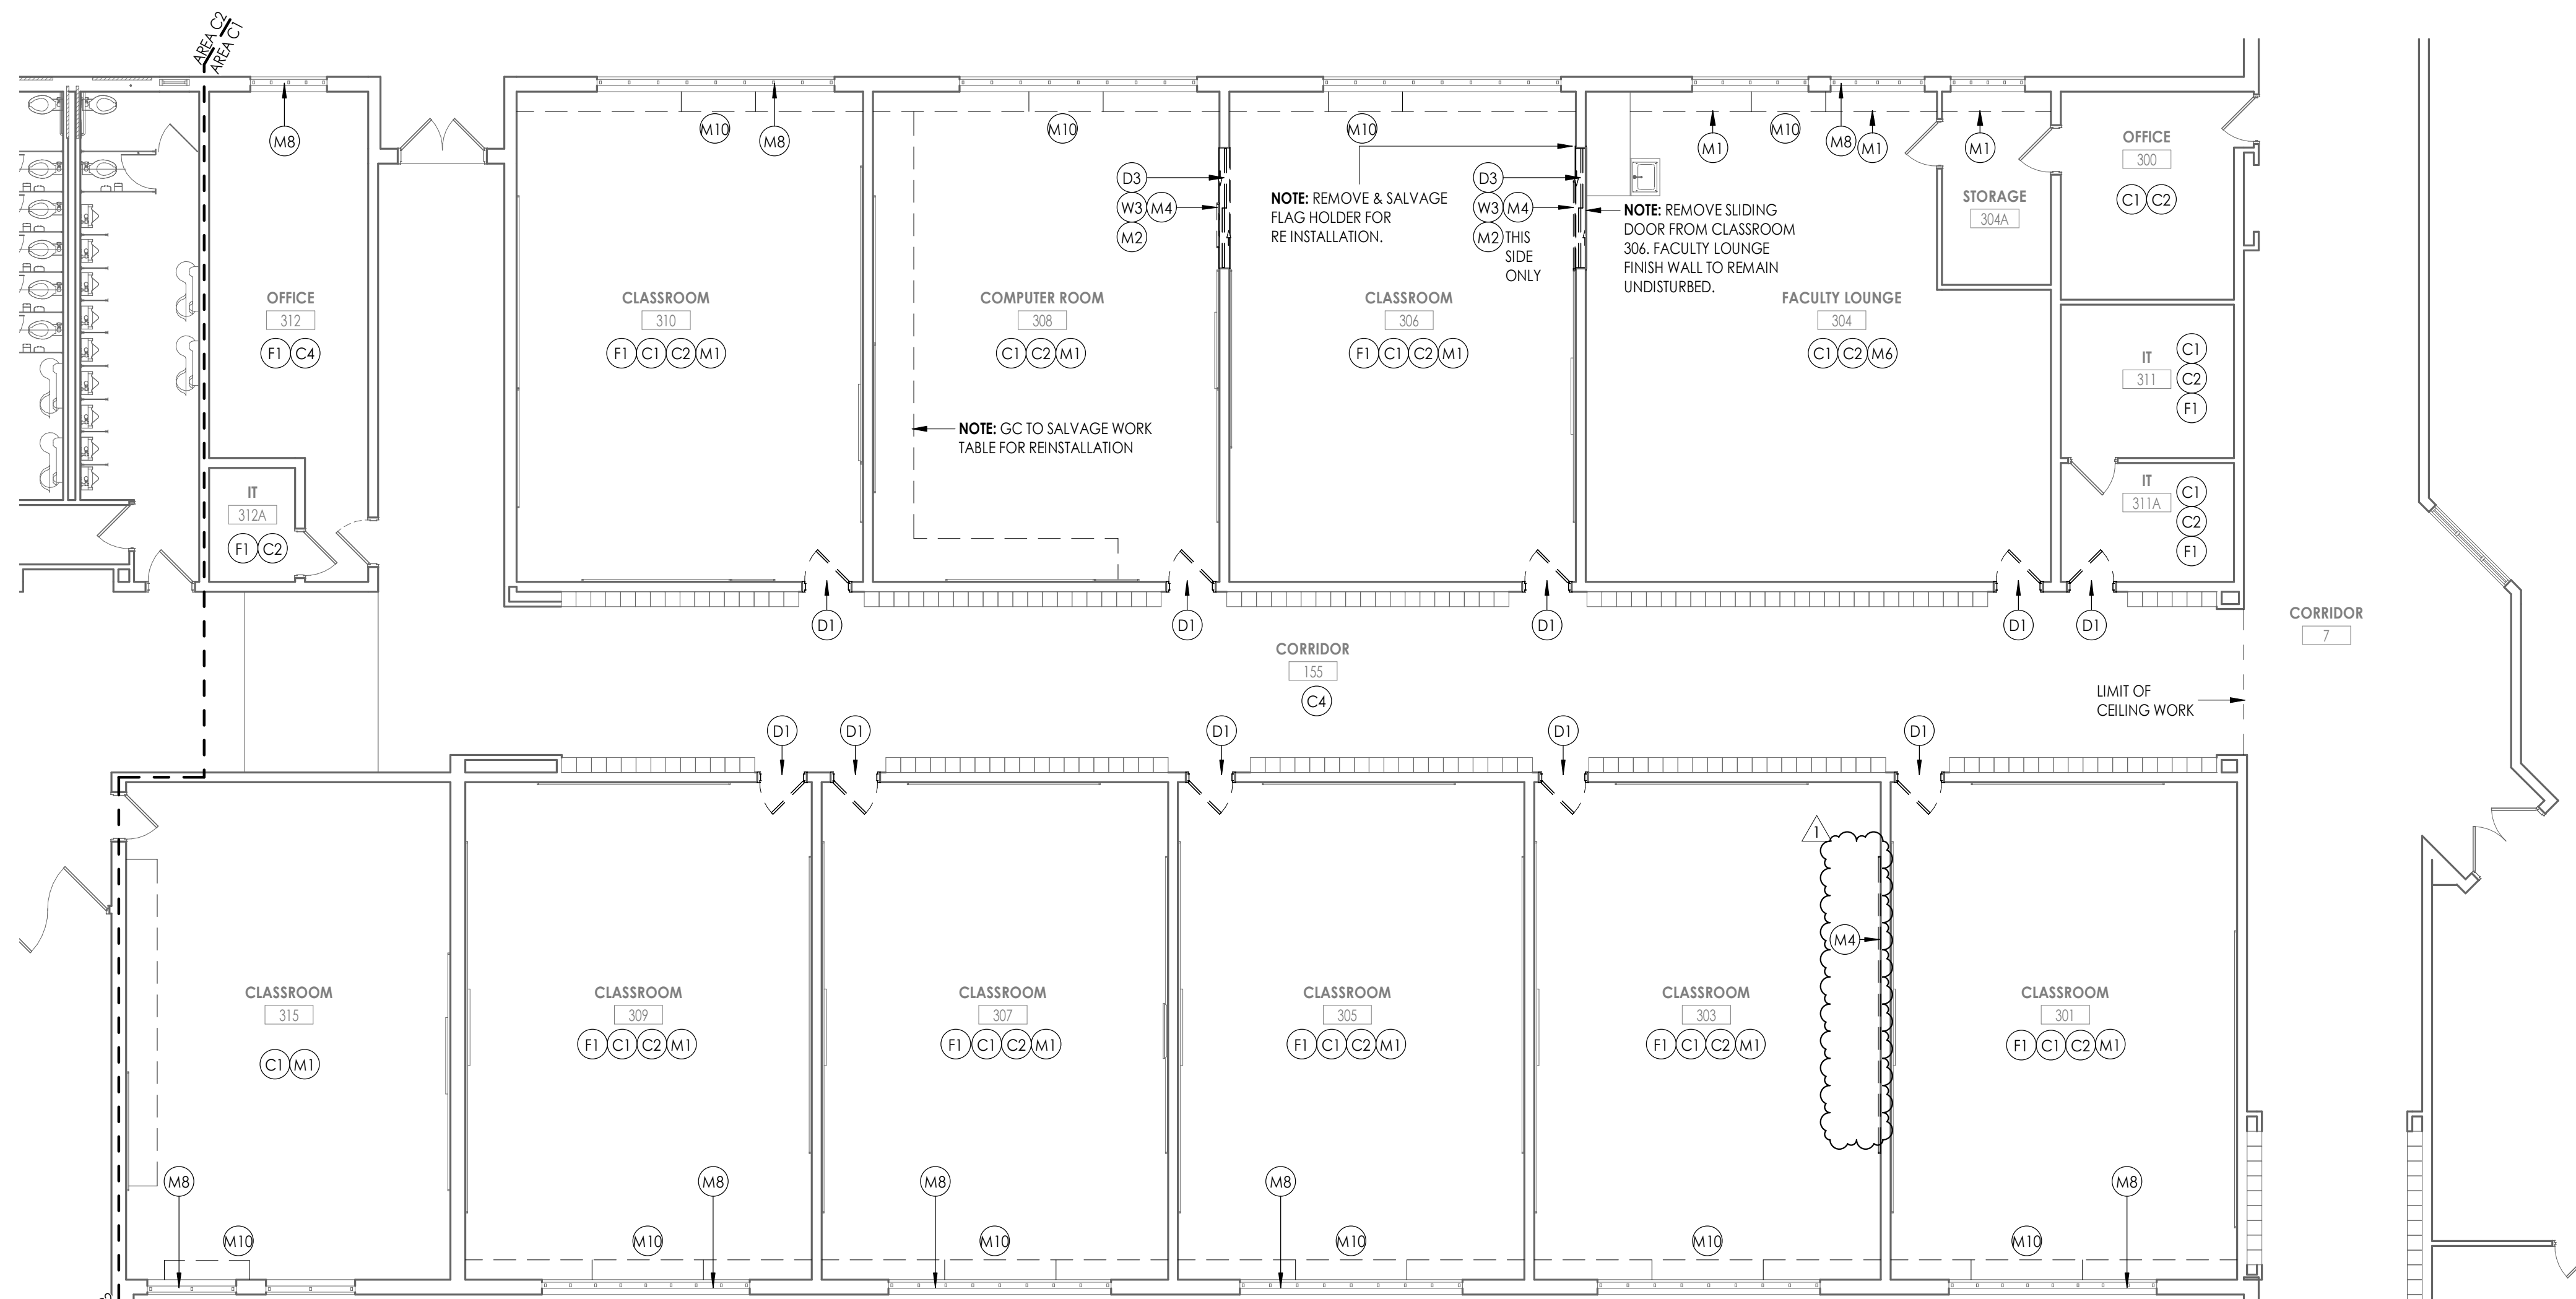 AREA C2
AREA C1
M8
M10
M8
M10
M10
M1
M10
M8
M1
M1
OFFICE
300
C1 C2
D3
W3 M4
M2
NOTE: REMOVE & SALVAGE
FLAG HOLDER FOR
RE INSTALLATION.
D3
W3 M4
M2 THIS
SIDE
ONLY
NOTE: REMOVE SLIDING
DOOR FROM CLASSROOM
306. FACULTY LOUNGE
FINISH WALL TO REMAIN
UNDISTURBED.
STORAGE
304A
OFFICE
312
F1 C4
CLASSROOM
310
F1 C1 C2 M1
COMPUTER ROOM
308
C1 C2 M1
CLASSROOM
306
F1 C1 C2 M1
FACULTY LOUNGE
304
C1 C2 M6
IT
311
C1
C2
F1
NOTE: GC TO SALVAGE WORK
TABLE FOR REINSTALLATION
IT
312A
F1 C2
IT
311A
C1
C2
F1
D1
D1
D1
D1
D1
CORRIDOR
7
CORRIDOR
155
C4
LIMIT OF
CEILING WORK
D1
D1
D1
D1
D1
1
M4
CLASSROOM
315
C1 M1
CLASSROOM
309
F1 C1 C2 M1
CLASSROOM
307
F1 C1 C2 M1
CLASSROOM
305
F1 C1 C2 M1
CLASSROOM
303
F1 C1 C2 M1
CLASSROOM
301
F1 C1 C2 M1
M8
M8
M8
M8
M8
M10
M10
M10
M10
M10
M10